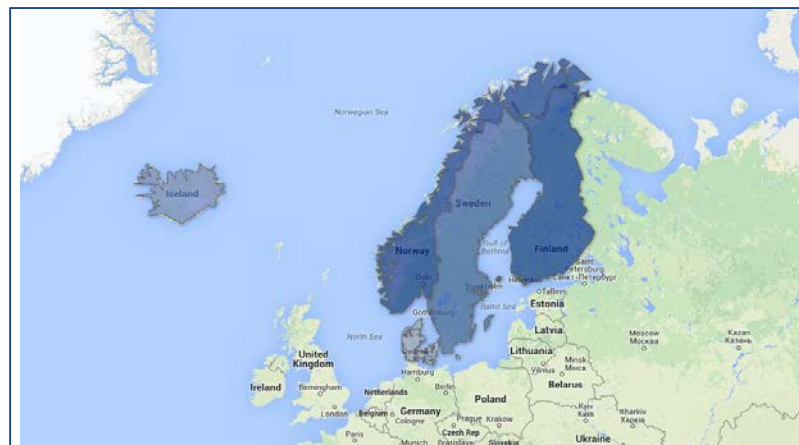 Norwegian Sea
Iceland
Sweden
Gulf of
Bothnia
Norway
Finland
Oslo
Saint
Petersburg
Санкт-Петербург
Stockholm
Tallinn
Baltic Sea
Estonia
Gothenburg
North Sea
Latvia
Moscow
Москва
Kazan
Казань
Denmark
Lithuania
Vilnius
Minsk
Мінск
United
Kingdom
Hamburg
Belarus
Ireland
Birmingham
Netherlands
Berlin
Poland
London
Belgium
Germany
Cologne
Prague
Krakow
Kyiv
Київ
Kharkiv
Харків
Paris
Czech Rep
Munich
Slovakia
Ukraine